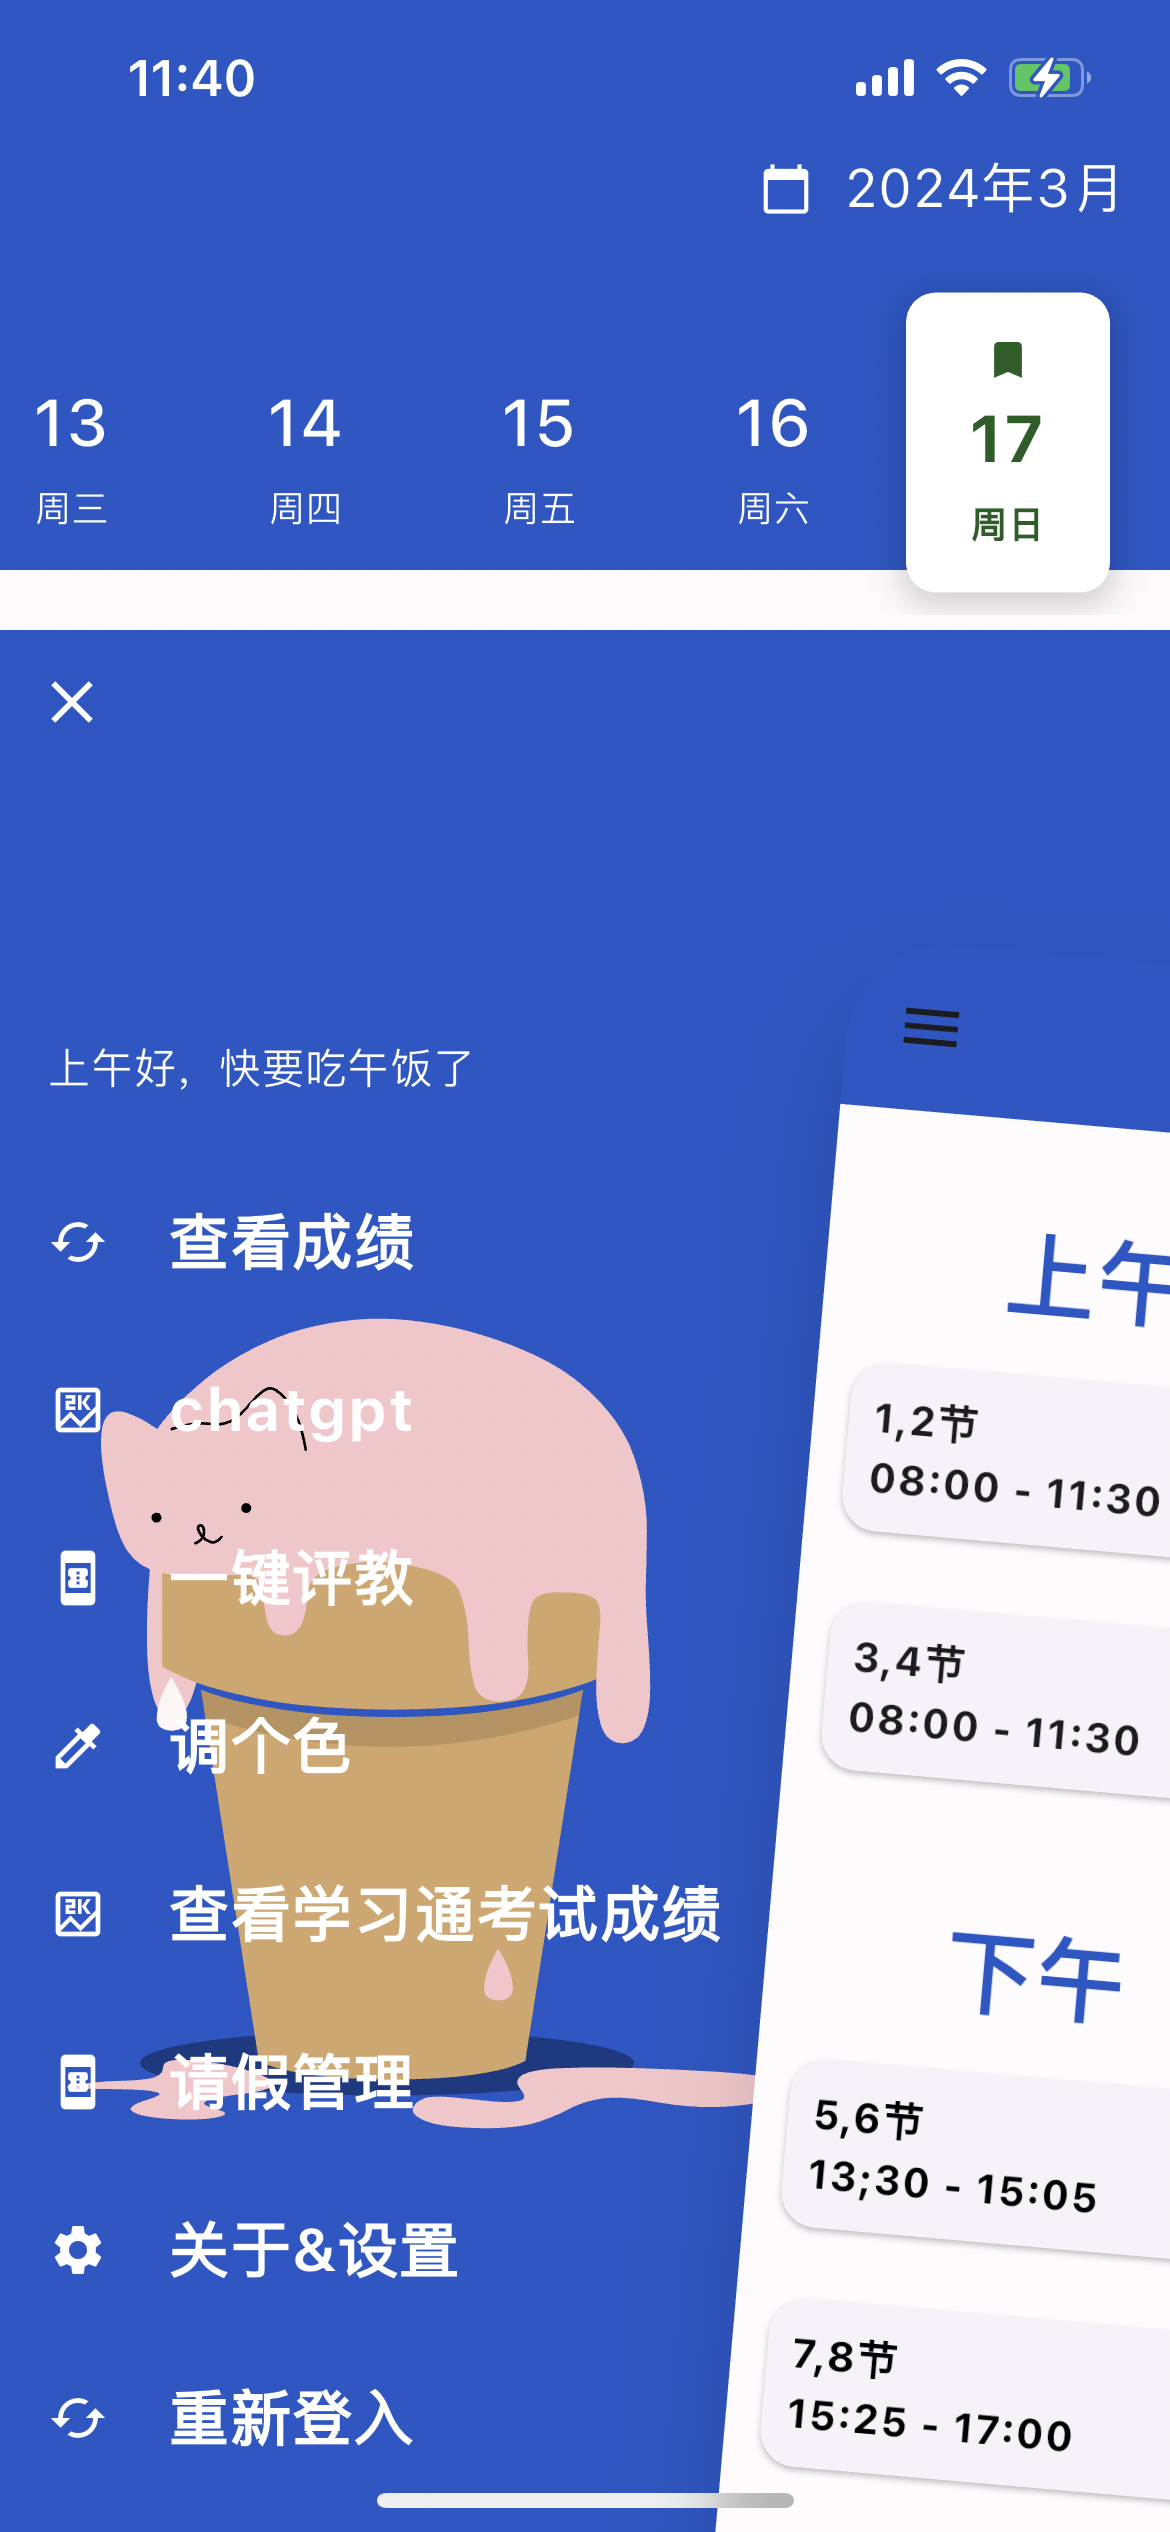 11:40
2024年3月
13 14 15 16 17
周三 周四 周五 周六 周日
上午好，快要吃午饭了
查看成绩
chatgpt
一键评教
调个色
查看学习通考试成绩
请假管理
关于&设置
重新登入
上午
1,2节
08:00 - 11:30
3,4节
08:00 - 11:30
下午
5,6节
13;30 - 15:05
7,8节
15:25 - 17:00
2K
2K